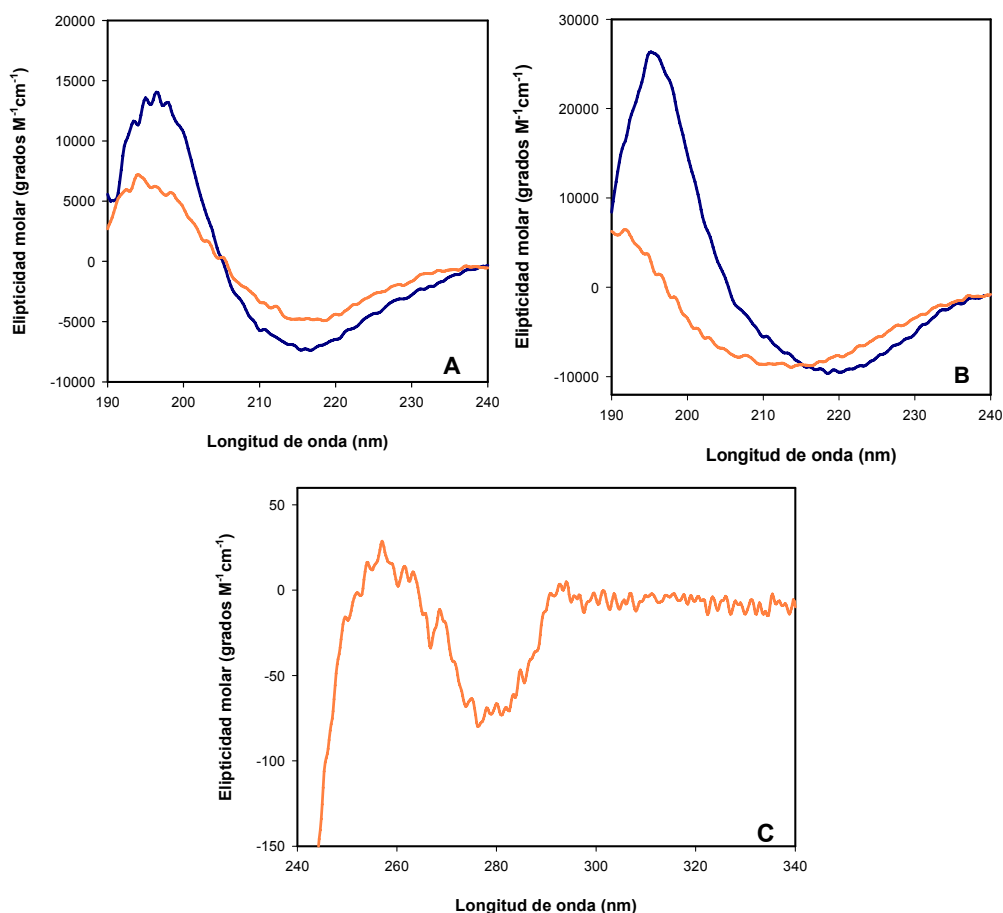 20000
15000
10000
5000
0
-5000
-10000
Elipticidad molar (grados M⁻¹cm⁻¹)
A
190 200 210 220 230 240
Longitud de onda (nm)
30000
20000
10000
0
-10000
Elipticidad molar (grados M⁻¹cm⁻¹)
B
190 200 210 220 230 240
Longitud de onda (nm)
50
0
-50
-100
-150
Elipticidad molar (grados M⁻¹cm⁻¹)
C
240 260 280 300 320 340
Longitud de onda (nm)